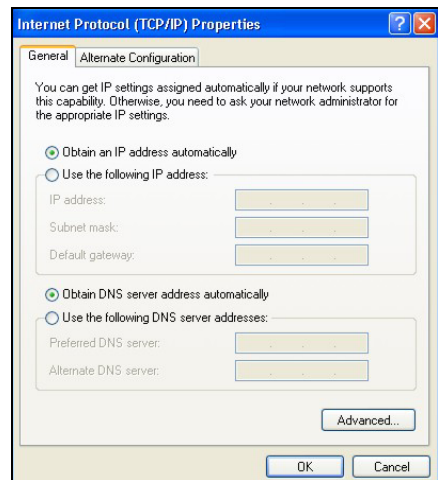 Internet Protocol (TCP/IP) Properties
General Alternate Configuration
You can get IP settings assigned automatically if your network supports
this capability. Otherwise, you need to ask your network administrator for
the appropriate IP settings.
Obtain an IP address automatically
Use the following IP address:
IP address:
Subnet mask:
Default gateway:
Obtain DNS server address automatically
Use the following DNS server addresses:
Preferred DNS server:
Alternate DNS server:
Advanced...
OK Cancel